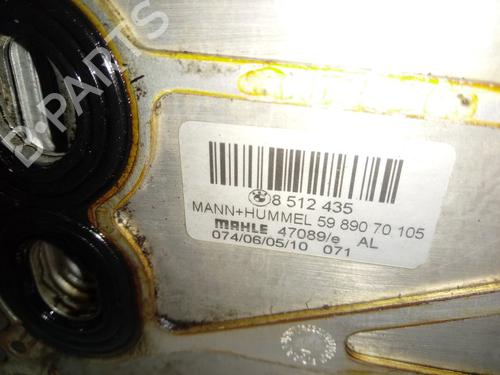 B-PARTS
8 512 435
MANN+HUMMEL 59 890 70 105
MAHLE 47089/e AL
074/06/05/10 071